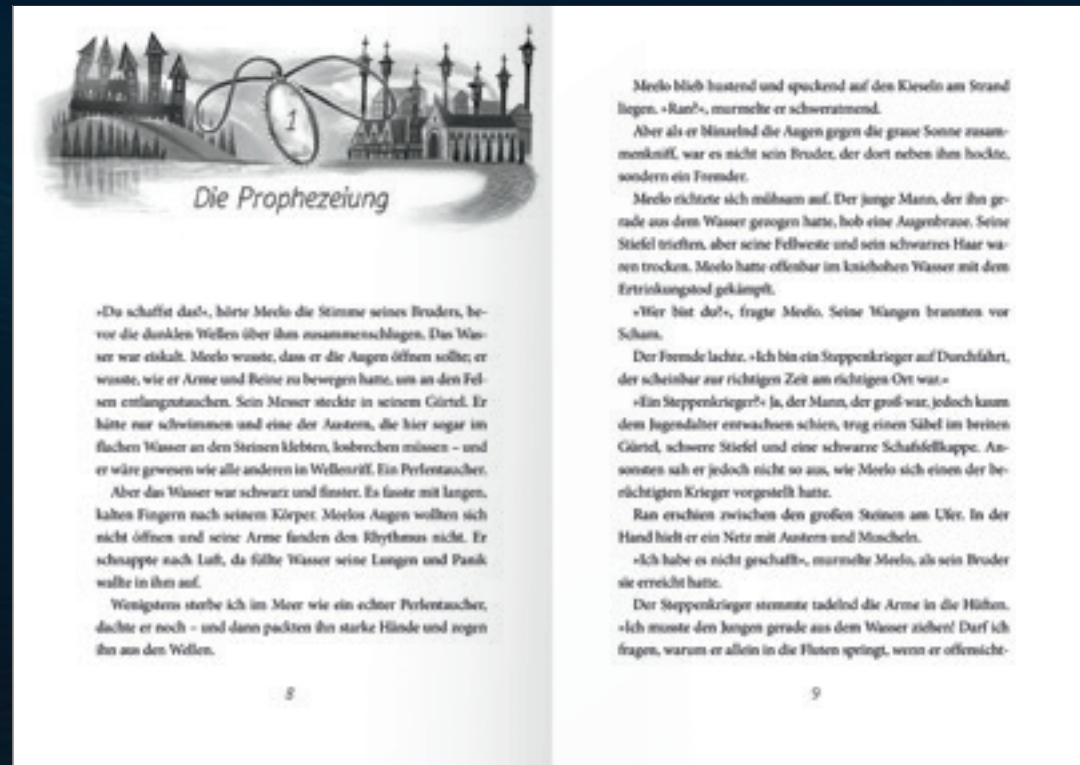 1
Die Prophezeiung
»Du schaffst das!«, hörte Meelo die Stimme seines Bruders, be-
vor die dunklen Wellen über ihm zusammenschlugen. Das Was-
ser war eiskalt. Meelo wusste, dass er die Augen öffnen sollte; er
wusste, wie er Arme und Beine zu bewegen hatte, um an den Fel-
sen entlangzutauchen. Sein Messer steckte in seinem Gürtel. Er
hätte nur schwimmen und eine der Austern, die hier sogar im
flachen Wasser an den Steinen klebten, losbrechen müssen – und
er wäre gewesen wie alle anderen in Wellenriff. Ein Perlentaucher.
Aber das Wasser war schwarz und finster. Es fasste mit langen,
kalten Fingern nach seinem Körper. Meelos Augen wollten sich
nicht öffnen und seine Arme fanden den Rhythmus nicht. Er
schnappte nach Luft, da füllte Wasser seine Lungen und Panik
wallte in ihm auf.
Wenigstens sterbe ich im Meer wie ein echter Perlentaucher,
dachte er noch – und dann packten ihn starke Hände und zogen
ihn aus den Wellen.
8
Meelo blieb hustend und spuckend auf den Kieseln am Strand
liegen. »Ran?«, murmelte er schweratmend.
Aber als er blinzelnd die Augen gegen die graue Sonne zusam-
menkniff, war es nicht sein Bruder, der dort neben ihm hockte,
sondern ein Fremder.
Meelo richtete sich mühsam auf. Der junge Mann, der ihn ge-
rade aus dem Wasser gezogen hatte, hob eine Augenbraue. Seine
Stiefel trieften, aber seine Fellweste und sein schwarzes Haar wa-
ren trocken. Meelo hatte offenbar im kniehohen Wasser mit dem
Ertrinkungstod gekämpft.
»Wer bist du?«, fragte Meelo. Seine Wangen brannten vor
Scham.
Der Fremde lachte. »Ich bin ein Steppenkrieger auf Durchfahrt,
der scheinbar zur richtigen Zeit am richtigen Ort war.«
»Ein Steppenkrieger?« Ja, der Mann, der groß war, jedoch kaum
dem Jugendalter entwachsen schien, trug einen Säbel im breiten
Gürtel, schwere Stiefel und eine schwarze Schafsfellkappe. An-
sonsten sah er jedoch nicht so aus, wie Meelo sich einen der be-
rüchtigten Krieger vorgestellt hatte.
Ran erschien zwischen den großen Steinen am Ufer. In der
Hand hielt er ein Netz mit Austern und Muscheln.
»Ich habe es nicht geschafft«, murmelte Meelo, als sein Bruder
sie erreicht hatte.
Der Steppenkrieger stemmte tadelnd die Arme in die Hüften.
»Ich musste den Jungen gerade aus dem Wasser ziehen! Darf ich
fragen, warum er allein in die Fluten springt, wenn er offensicht-
9